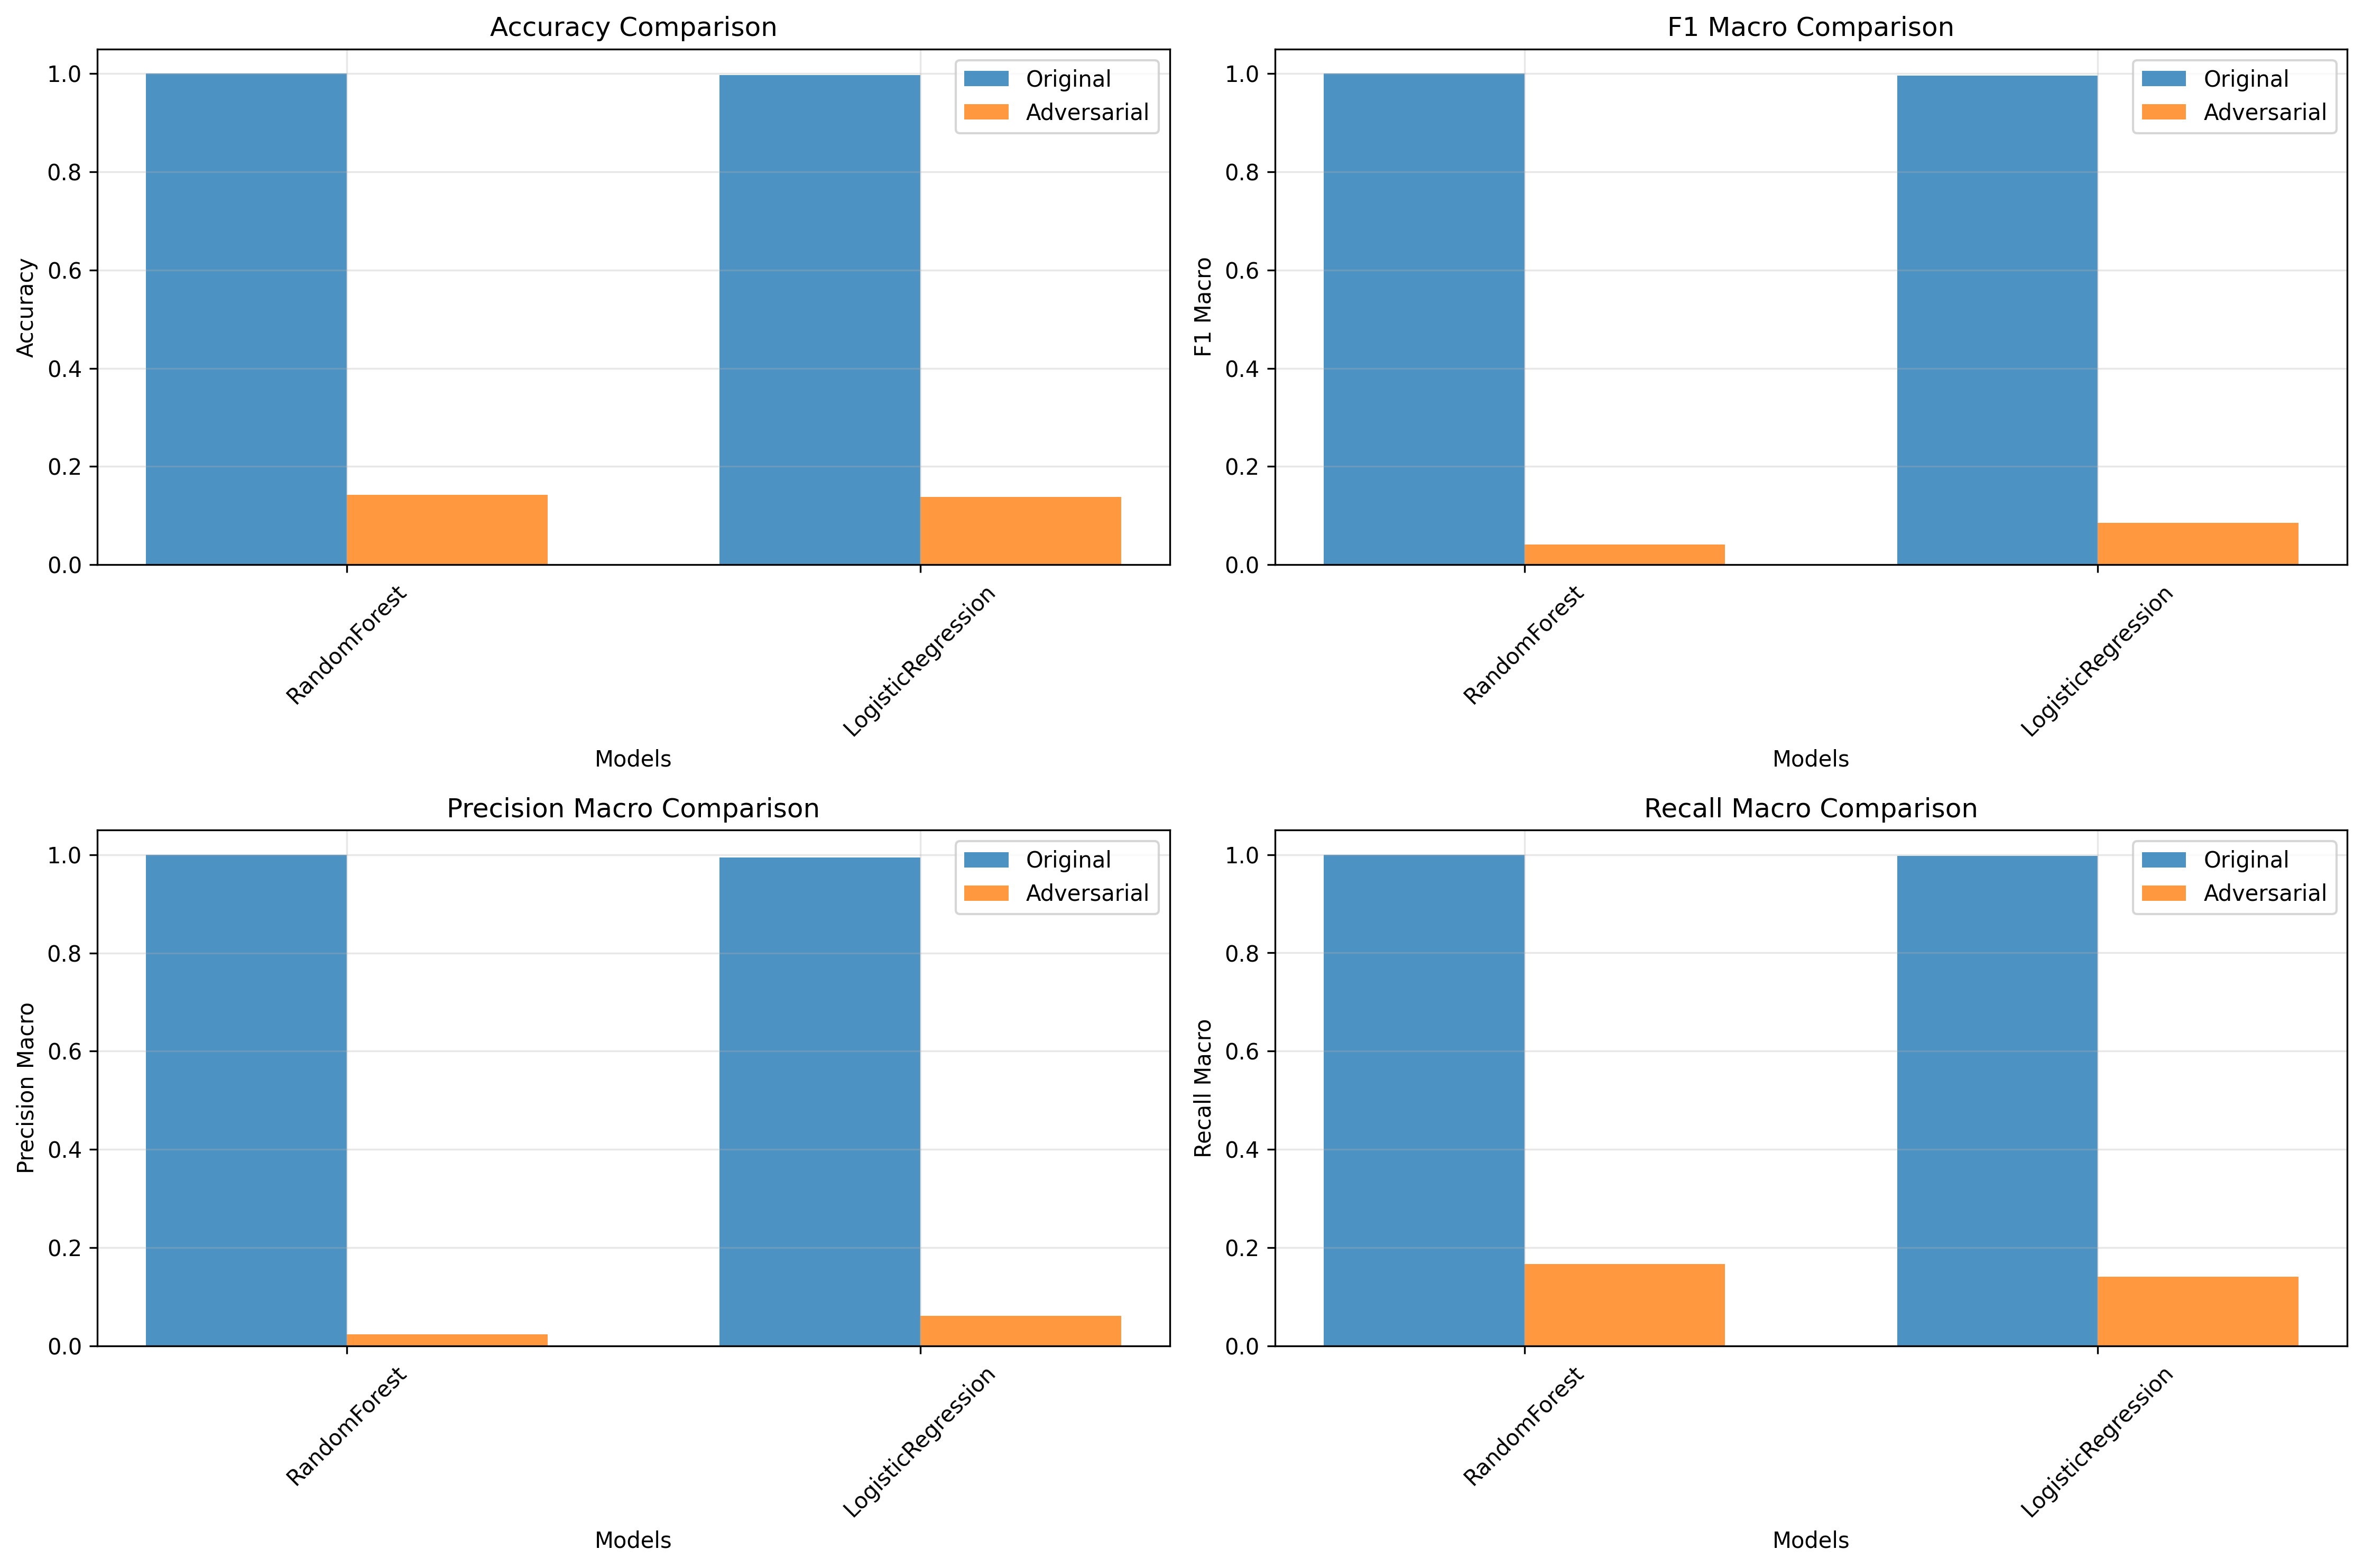 Accuracy Comparison
Accuracy
1.0
0.8
0.6
0.4
0.2
0.0
Original
Adversarial
RandomForest
LogisticRegression
Models
F1 Macro Comparison
F1 Macro
1.0
0.8
0.6
0.4
0.2
0.0
Original
Adversarial
RandomForest
LogisticRegression
Models
Precision Macro Comparison
Precision Macro
1.0
0.8
0.6
0.4
0.2
0.0
Original
Adversarial
RandomForest
LogisticRegression
Models
Recall Macro Comparison
Recall Macro
1.0
0.8
0.6
0.4
0.2
0.0
Original
Adversarial
RandomForest
LogisticRegression
Models